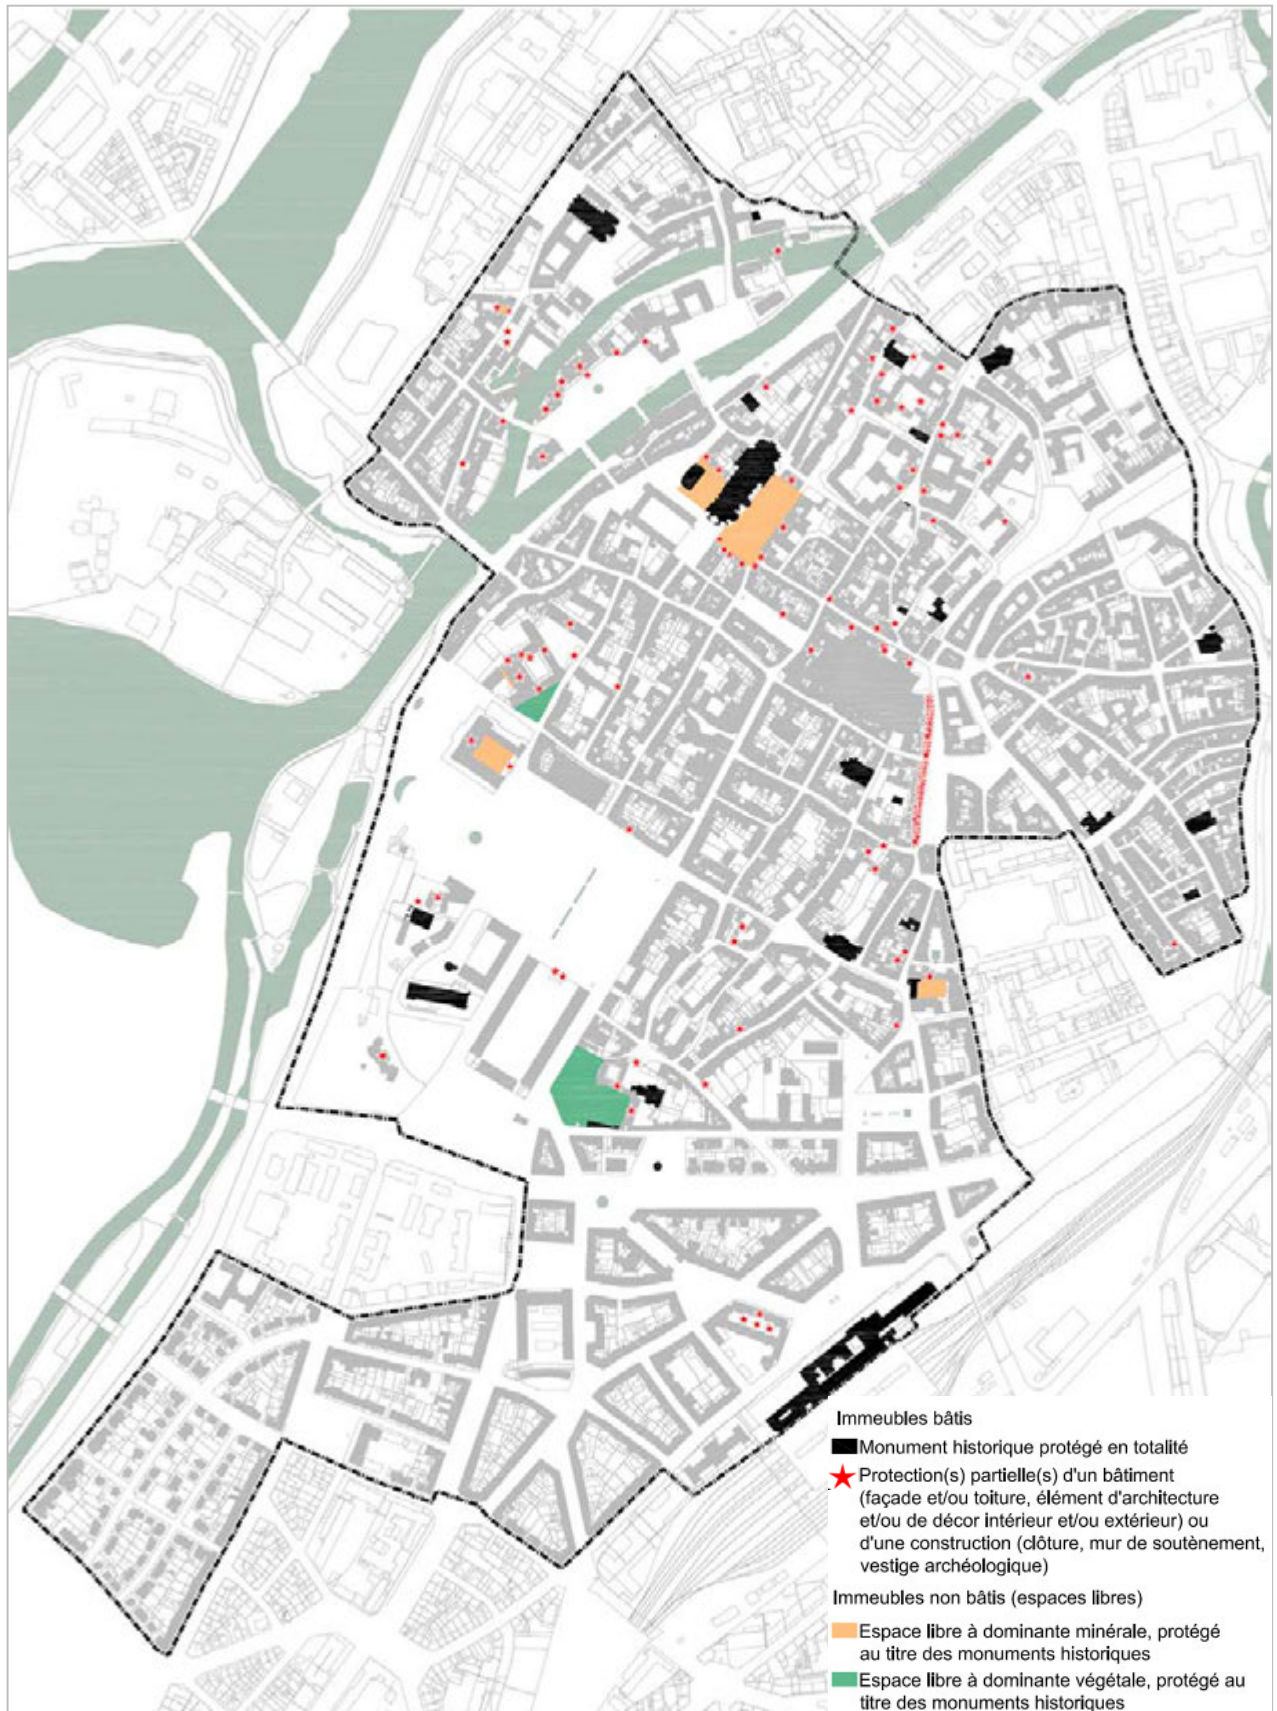 Immeubles bâtis
Monument historique protégé en totalité
Protection(s) partielle(s) d'un bâtiment
(façade et/ou toiture, élément d'architecture
et/ou de décor intérieur et/ou extérieur) ou
d'une construction (clôture, mur de soutènement,
vestige archéologique)
Immeubles non bâtis (espaces libres)
Espace libre à dominante minérale, protégé
au titre des monuments historiques
Espace libre à dominante végétale, protégé au
titre des monuments historiques